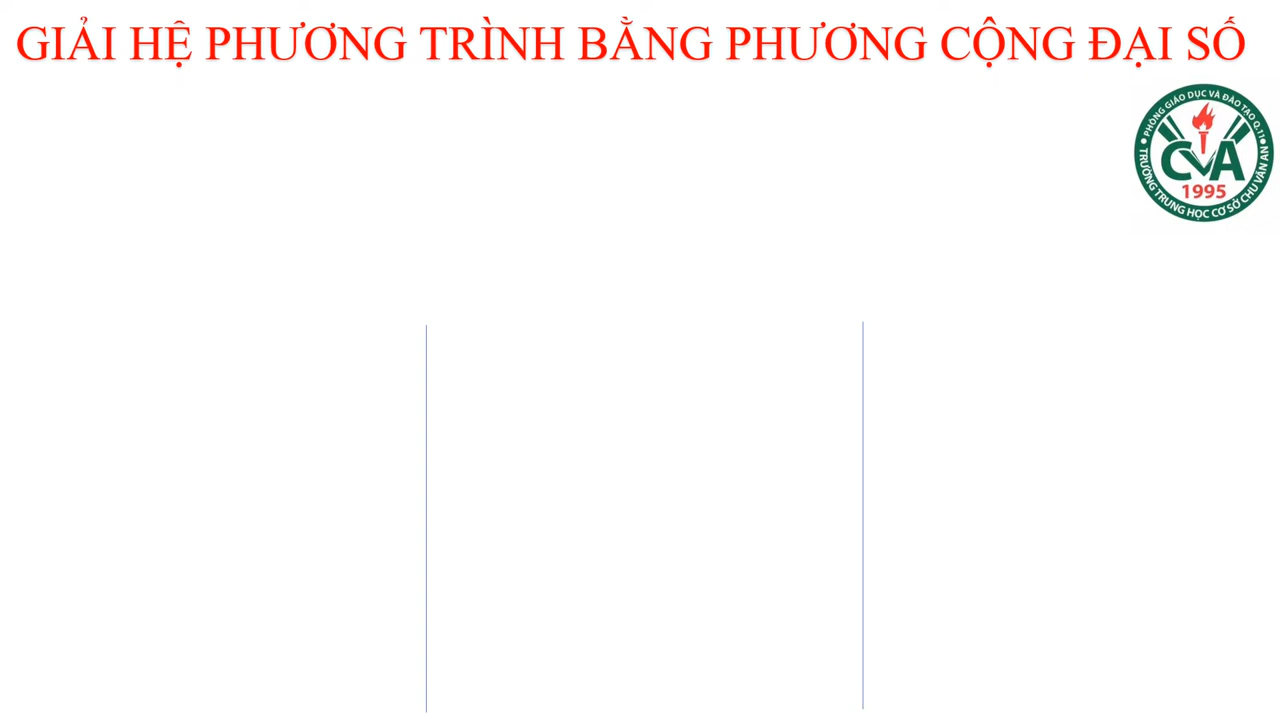 GIẢI HỆ PHƯƠNG TRÌNH BẰNG PHƯƠNG CỘNG ĐẠI SỐ
PHÒNG GIÁO DỤC VÀ ĐÀO TẠO Q.11
CVA
1995
TRƯỜNG TRUNG HỌC CƠ SỞ CHU VĂN AN